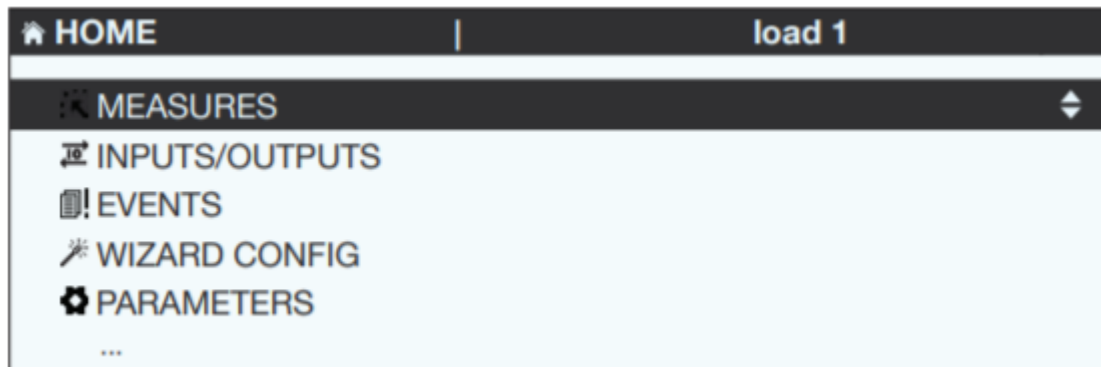 HOME | load 1
MEASURES
INPUTS/OUTPUTS
EVENTS
WIZARD CONFIG
PARAMETERS
...